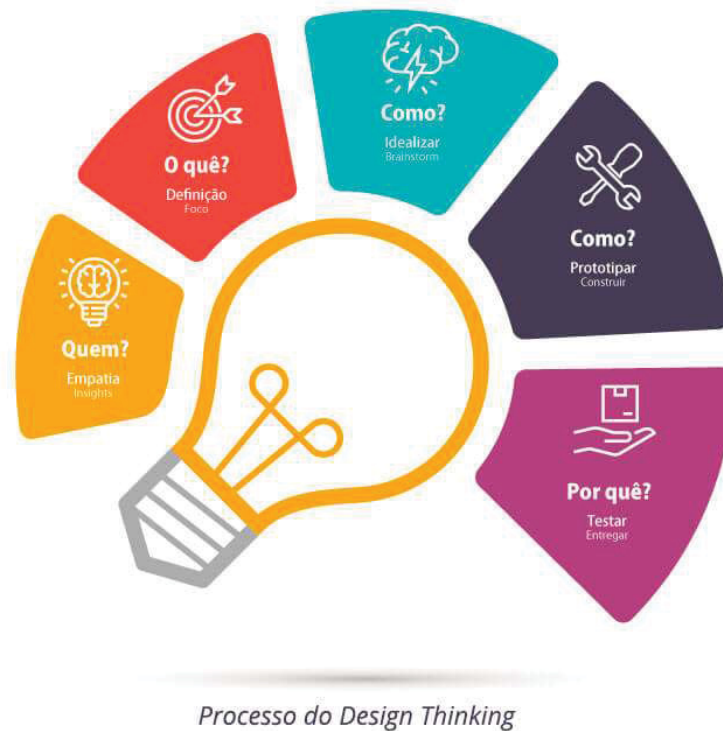 Quem?
Empatia
Insights
O quê?
Definição
Foco
Como?
Idealizar
Brainstorm
Como?
Prototipar
Construir
Por quê?
Testar
Entregar
Processo do Design Thinking